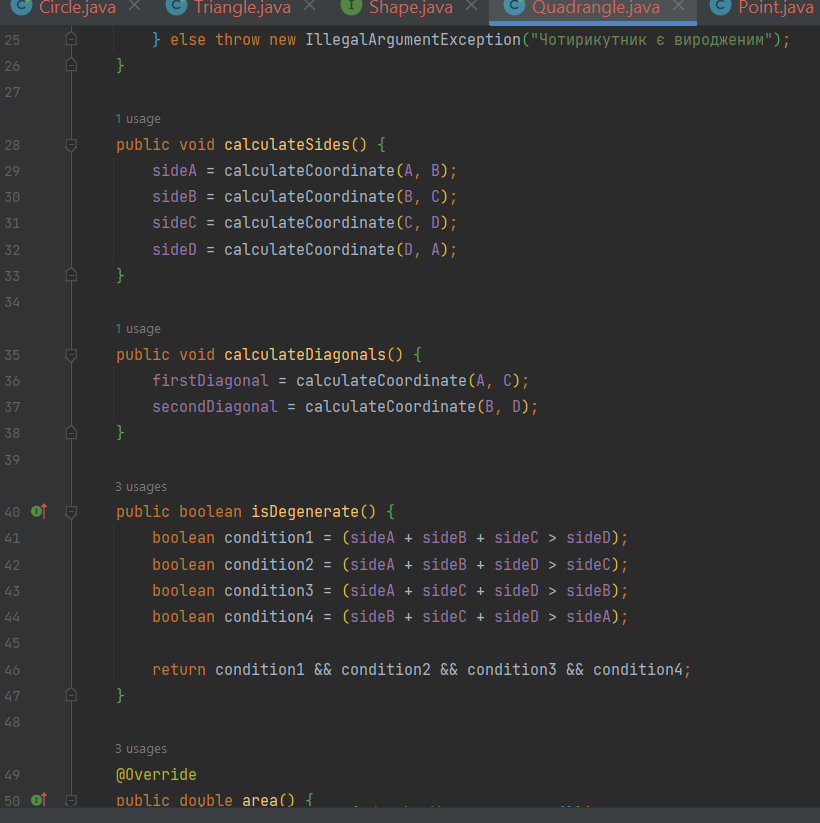 Circle.java Triangle.java Shape.java Quadrangle.java Point.java
25 } else throw new IllegalArgumentException("Чотирикутник є виродженим");
26 }
27
1 usage
28 public void calculateSides() {
29 sideA = calculateCoordinate(A, B);
30 sideB = calculateCoordinate(B, C);
31 sideC = calculateCoordinate(C, D);
32 sideD = calculateCoordinate(D, A);
33 }
34
1 usage
35 public void calculateDiagonals() {
36 firstDiagonal = calculateCoordinate(A, C);
37 secondDiagonal = calculateCoordinate(B, D);
38 }
39
3 usages
40 public boolean isDegenerate() {
41 boolean condition1 = (sideA + sideB + sideC > sideD);
42 boolean condition2 = (sideA + sideB + sideD > sideC);
43 boolean condition3 = (sideA + sideC + sideD > sideB);
44 boolean condition4 = (sideB + sideC + sideD > sideA);
45
46 return condition1 && condition2 && condition3 && condition4;
47 }
48
3 usages
49 @Override
50 public double area() {